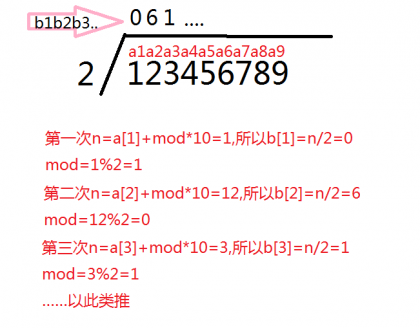 b1b2b3.. 061 ....
a1a2a3a4a5a6a7a8a9
2 123456789
第一次n=a[1]+mod*10=1,所以b[1]=n/2=0
mod=1%2=1
第二次n=a[2]+mod*10=12,所以b[2]=n/2=6
mod=12%2=0
第三次n=a[3]+mod*10=3,所以b[3]=n/2=1
mod=3%2=1
......以此类推